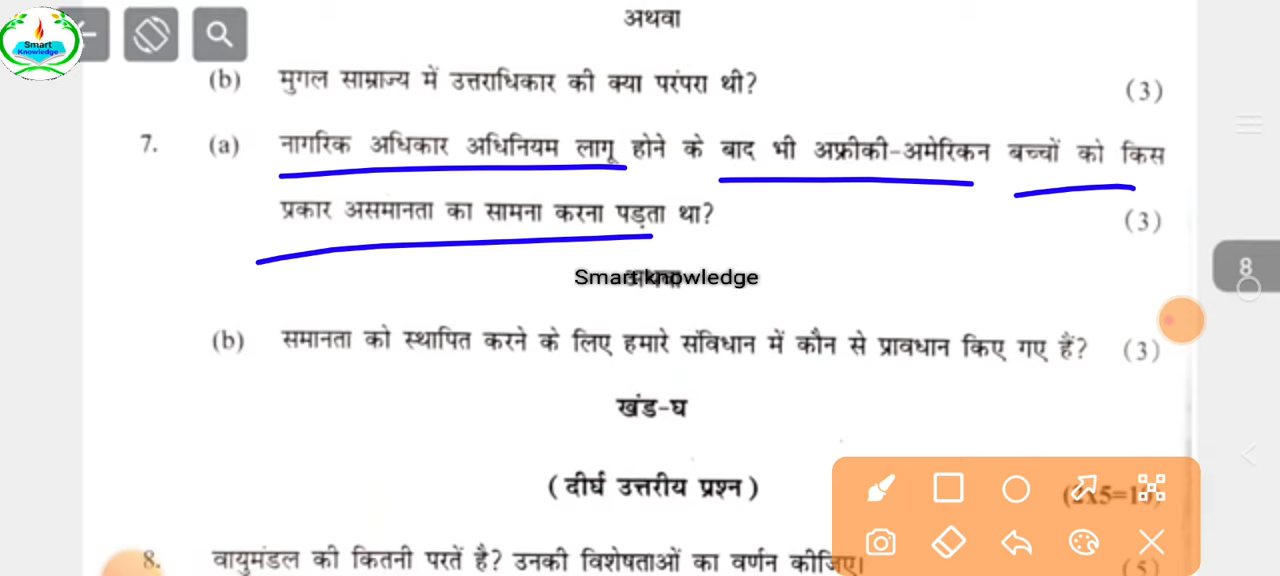 अथवा
Smart
Knowledge
(b) मुगल साम्राज्य में उत्तराधिकार की क्या परंपरा थी? (3)
7. (a) नागरिक अधिकार अधिनियम लागू होने के बाद भी अफ्रीकी-अमेरिकन बच्चों को किस
प्रकार असमानता का सामना करना पड़ता था? (3)
Smart knowledge
8
(b) समानता को स्थापित करने के लिए हमारे संविधान में कौन से प्रावधान किए गए हैं? (3)
खंड-घ
(दीर्घ उत्तरीय प्रश्न)
8. वायुमंडल की कितनी परतें है? उनकी विशेषताओं का वर्णन कीजिए। (5)